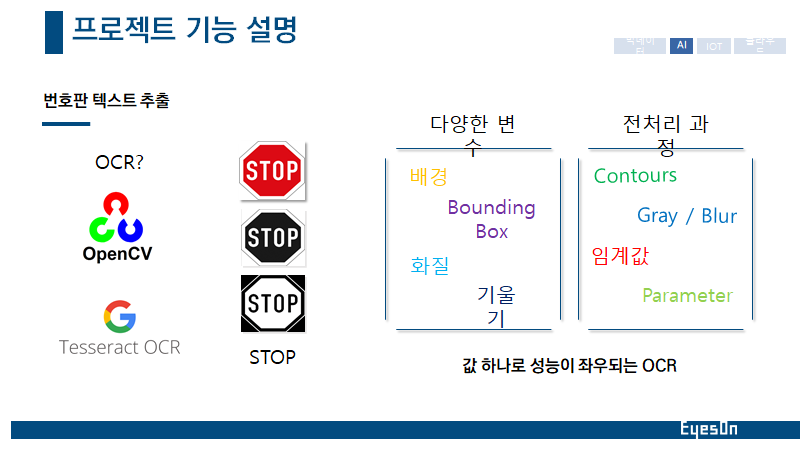 프로젝트 기능 설명
AI
IOT
번호판 텍스트 추출
OCR?
OpenCV
Tesseract OCR
STOP
STOP
STOP
STOP
다양한 변
수
배경
Bounding
Box
화질
기울
기
전처리 과
정
Contours
Gray / Blur
임계값
Parameter
값 하나로 성능이 좌우되는 OCR
EyesOn